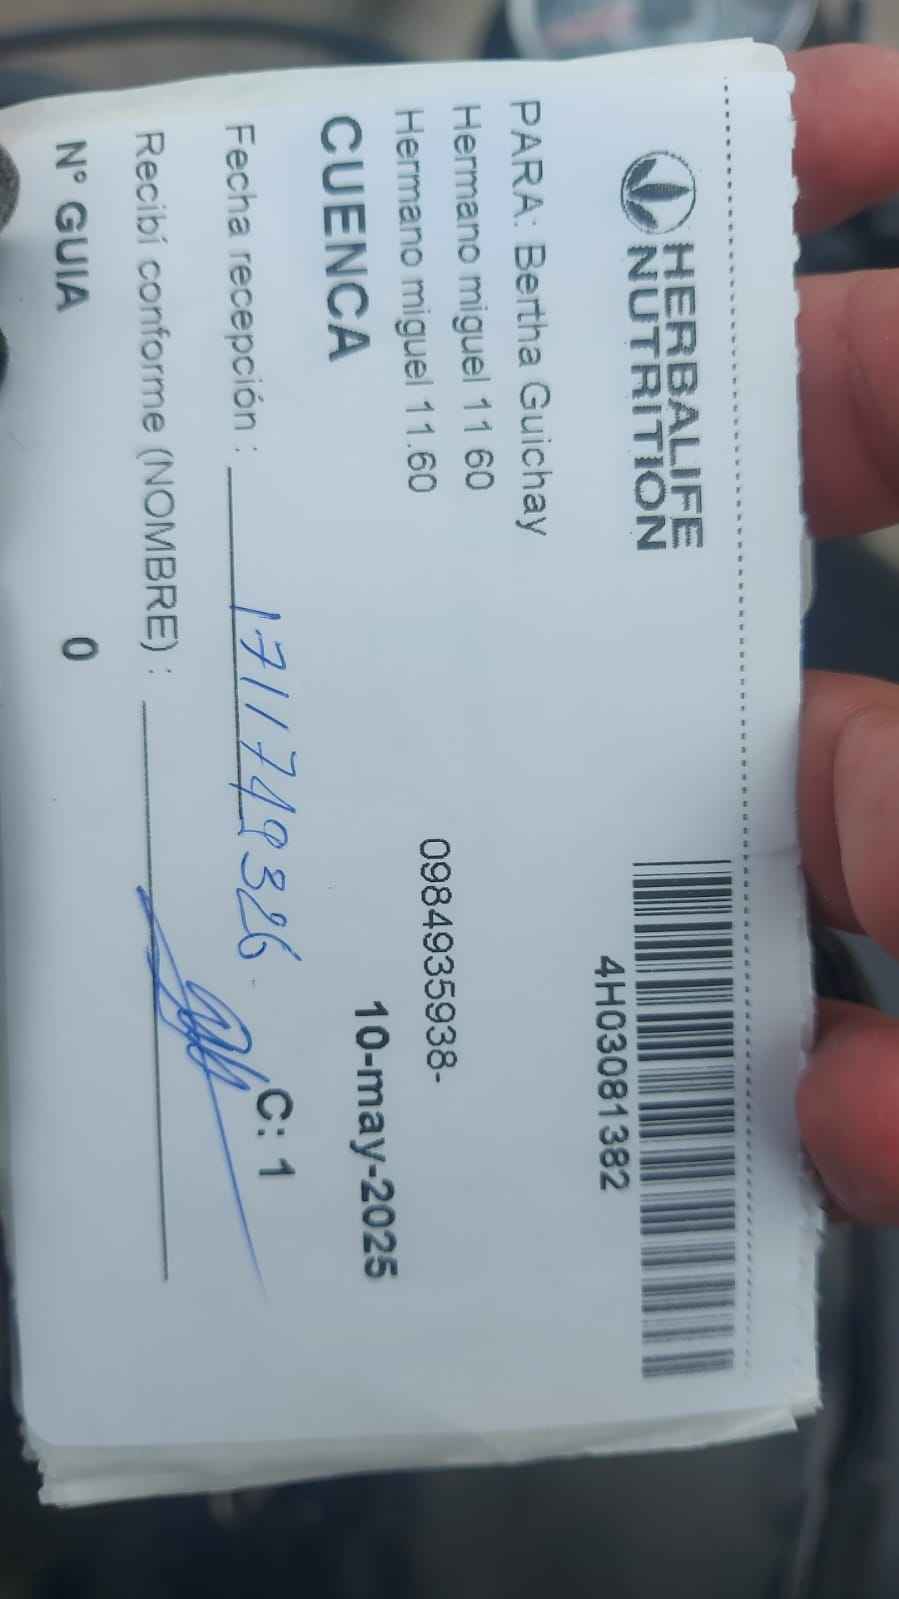 HERBALIFE
NUTRITION
4H03081382
PARA: Bertha Guichay
Hermano miguel 11 60
Hermano miguel 11.60
0984935938-
CUENCA
10-may-2025
Fecha recepción : 1711749326
C: 1
Recibí conforme (NOMBRE) :
N° GUIA 0